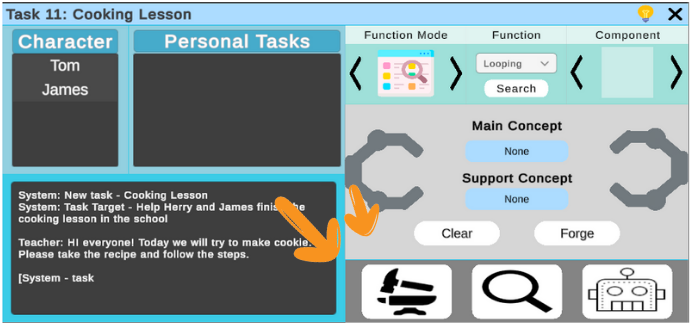 Task 11: Cooking Lesson
Character
Personal Tasks
Tom
James
Function Mode
Function
Component
Looping
Search
Main Concept
None
Support Concept
None
Clear
Forge
System: New task - Cooking Lesson
System: Task Target - Help Herry and James finish the
cooking lesson in the school
Teacher: Hi everyone! Today we will try to make cookie.
Please take the recipe and follow the steps.
[System - task